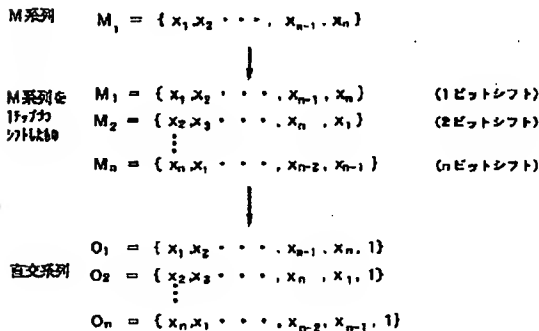 M系列 M₁ = { x₁, x₂ ・・・, xₙ₋₁, xₙ }
M系列を
1チップづつ
シフトしたもの
M₁ = { x₁, x₂ ・・・, xₙ₋₁, xₙ } (1ビットシフト)
M₂ = { x₂, x₃ ・・・, xₙ, x₁ } (2ビットシフト)
⋮
Mₙ = { xₙ, x₁ ・・・, xₙ₋₂, xₙ₋₁ } (nビットシフト)
直交系列
O₁ = { x₁, x₂ ・・・, xₙ₋₁, xₙ, 1}
O₂ = { x₂, x₃ ・・・, xₙ, x₁, 1}
⋮
Oₙ = { xₙ, x₁ ・・・, xₙ₋₂, xₙ₋₁, 1}